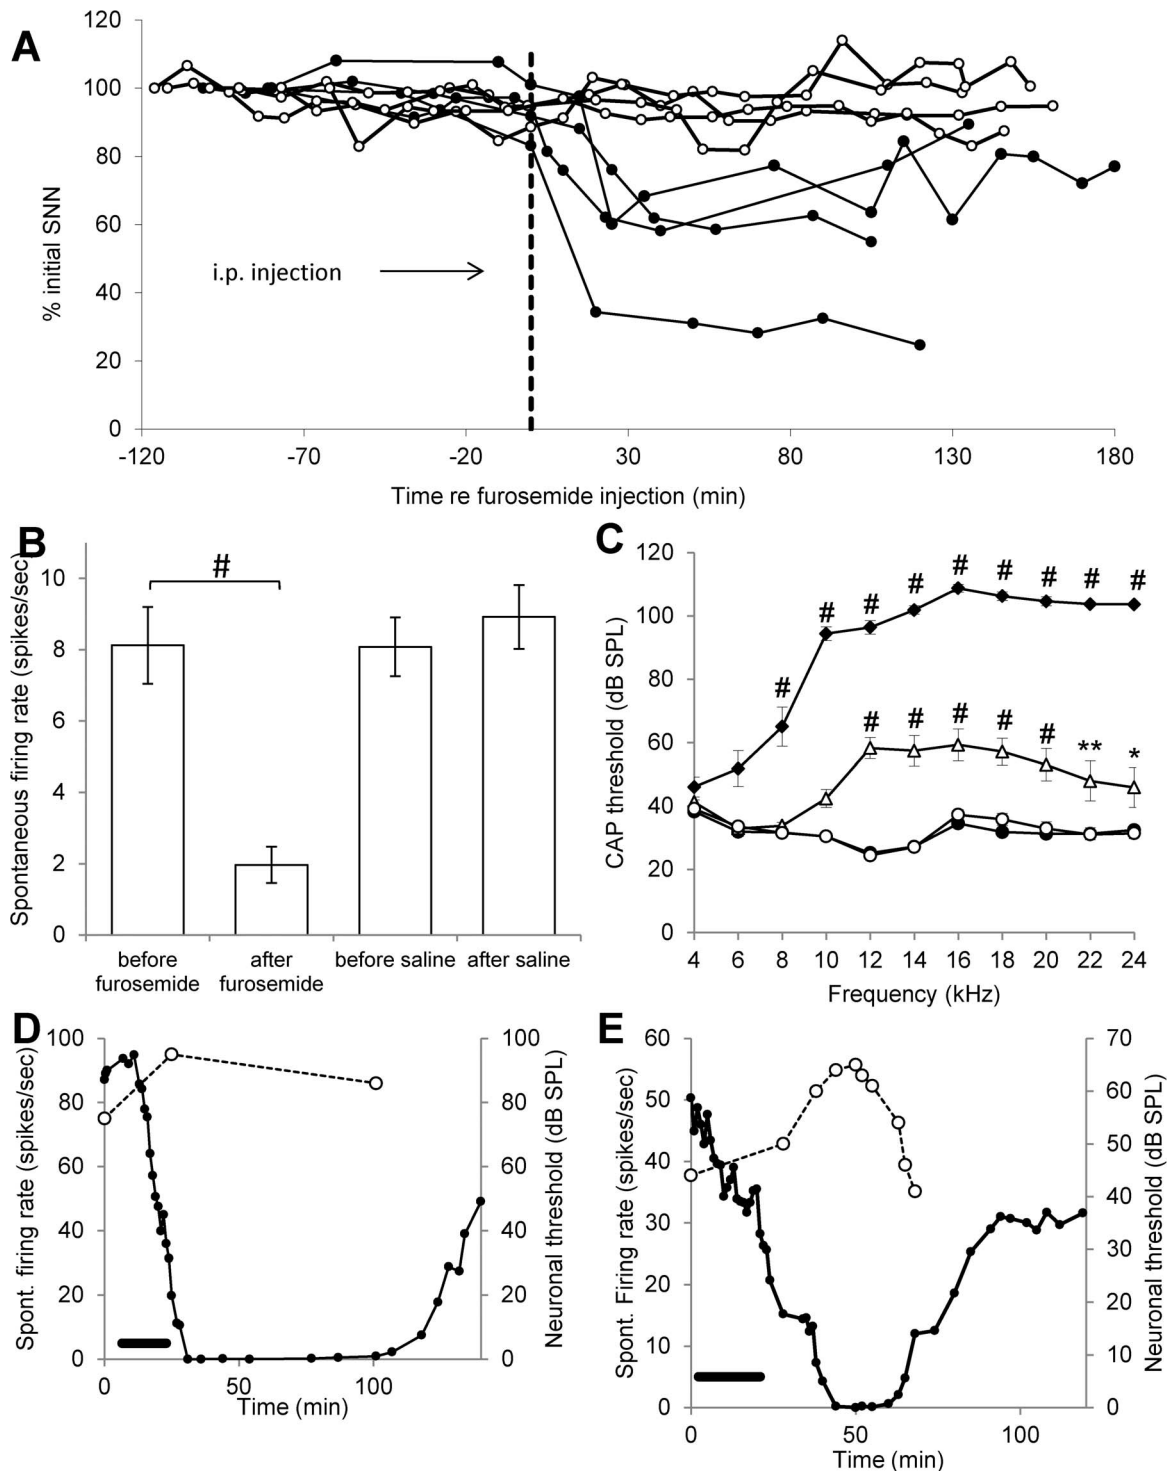 A
120
100
80
60
40
20
0
% initial SNN
i.p. injection
-120 -70 -20 30 80 130 180
Time re furosemide injection (min)
B
10
8
6
4
2
0
Spontaneous firing rate (spikes/sec)
#
before furosemide
after furosemide
before saline
after saline
C
120
100
80
60
40
20
0
CAP threshold (dB SPL)
# # # # # # # # #
# # # # # ** *
4 6 8 10 12 14 16 18 20 22 24
Frequency (kHz)
D
100
80
60
40
20
0
Spont. firing rate (spikes/sec)
100
80
60
40
20
0
Neuronal threshold (dB SPL)
0 50 100
Time (min)
E
60
50
40
30
20
10
0
Spont. Firing rate (spikes/sec)
70
60
50
40
30
20
10
0
Neuronal threshold (dB SPL)
0 50 100
Time (min)